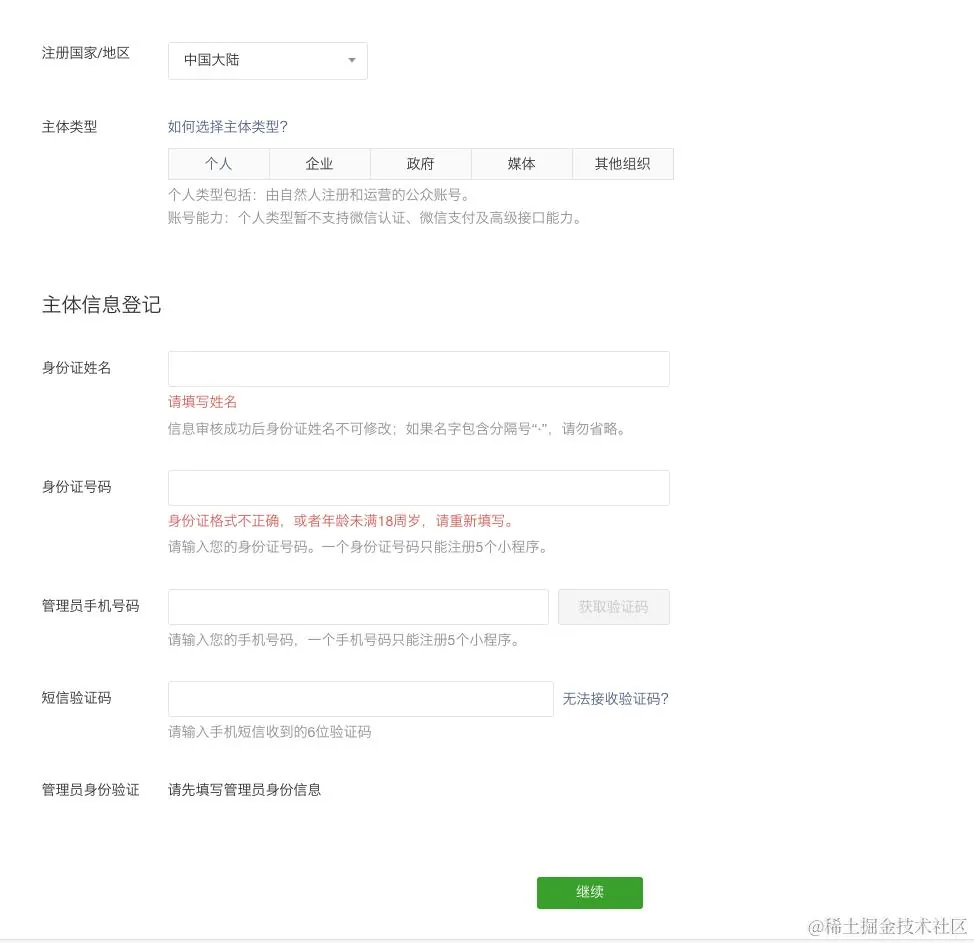 注册国家/地区
中国大陆
主体类型
如何选择主体类型?
个人 企业 政府 媒体 其他组织
个人类型包括：由自然人注册和运营的公众账号。
账号能力：个人类型暂不支持微信认证、微信支付及高级接口能力。
主体信息登记
身份证姓名
请填写姓名
信息审核成功后身份证姓名不可修改；如果名字包含分隔号“·”，请勿省略。
身份证号码
身份证格式不正确，或者年龄未满18周岁，请重新填写。
请输入您的身份证号码。一个身份证号码只能注册5个小程序。
管理员手机号码
获取验证码
请输入您的手机号码，一个手机号码只能注册5个小程序。
短信验证码
无法接收验证码?
请输入手机短信收到的6位验证码
管理员身份验证 请先填写管理员身份信息
继续
@稀土掘金技术社区